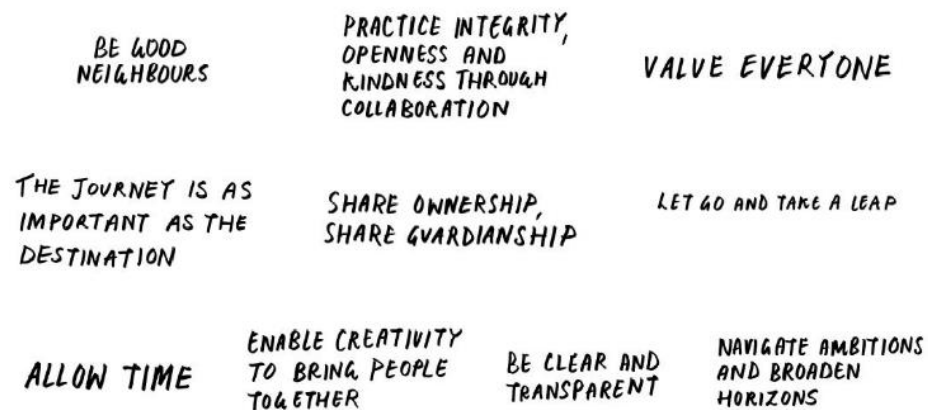 BE GOOD
NEIGHBOURS
PRACTICE INTEGRITY,
OPENNESS AND
KINDNESS THROUGH
COLLABORATION
VALUE EVERYONE
THE JOURNEY IS AS
IMPORTANT AS THE
DESTINATION
SHARE OWNERSHIP,
SHARE GUARDIANSHIP
LET GO AND TAKE A LEAP
ALLOW TIME
ENABLE CREATIVITY
TO BRING PEOPLE
TOGETHER
BE CLEAR AND
TRANSPARENT
NAVIGATE AMBITIONS
AND BROADEN
HORIZONS